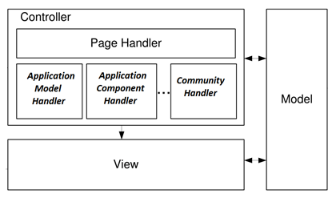 Controller
Page Handler
Application
Model
Handler
Application
Component
Handler
...
Community
Handler
Model
View